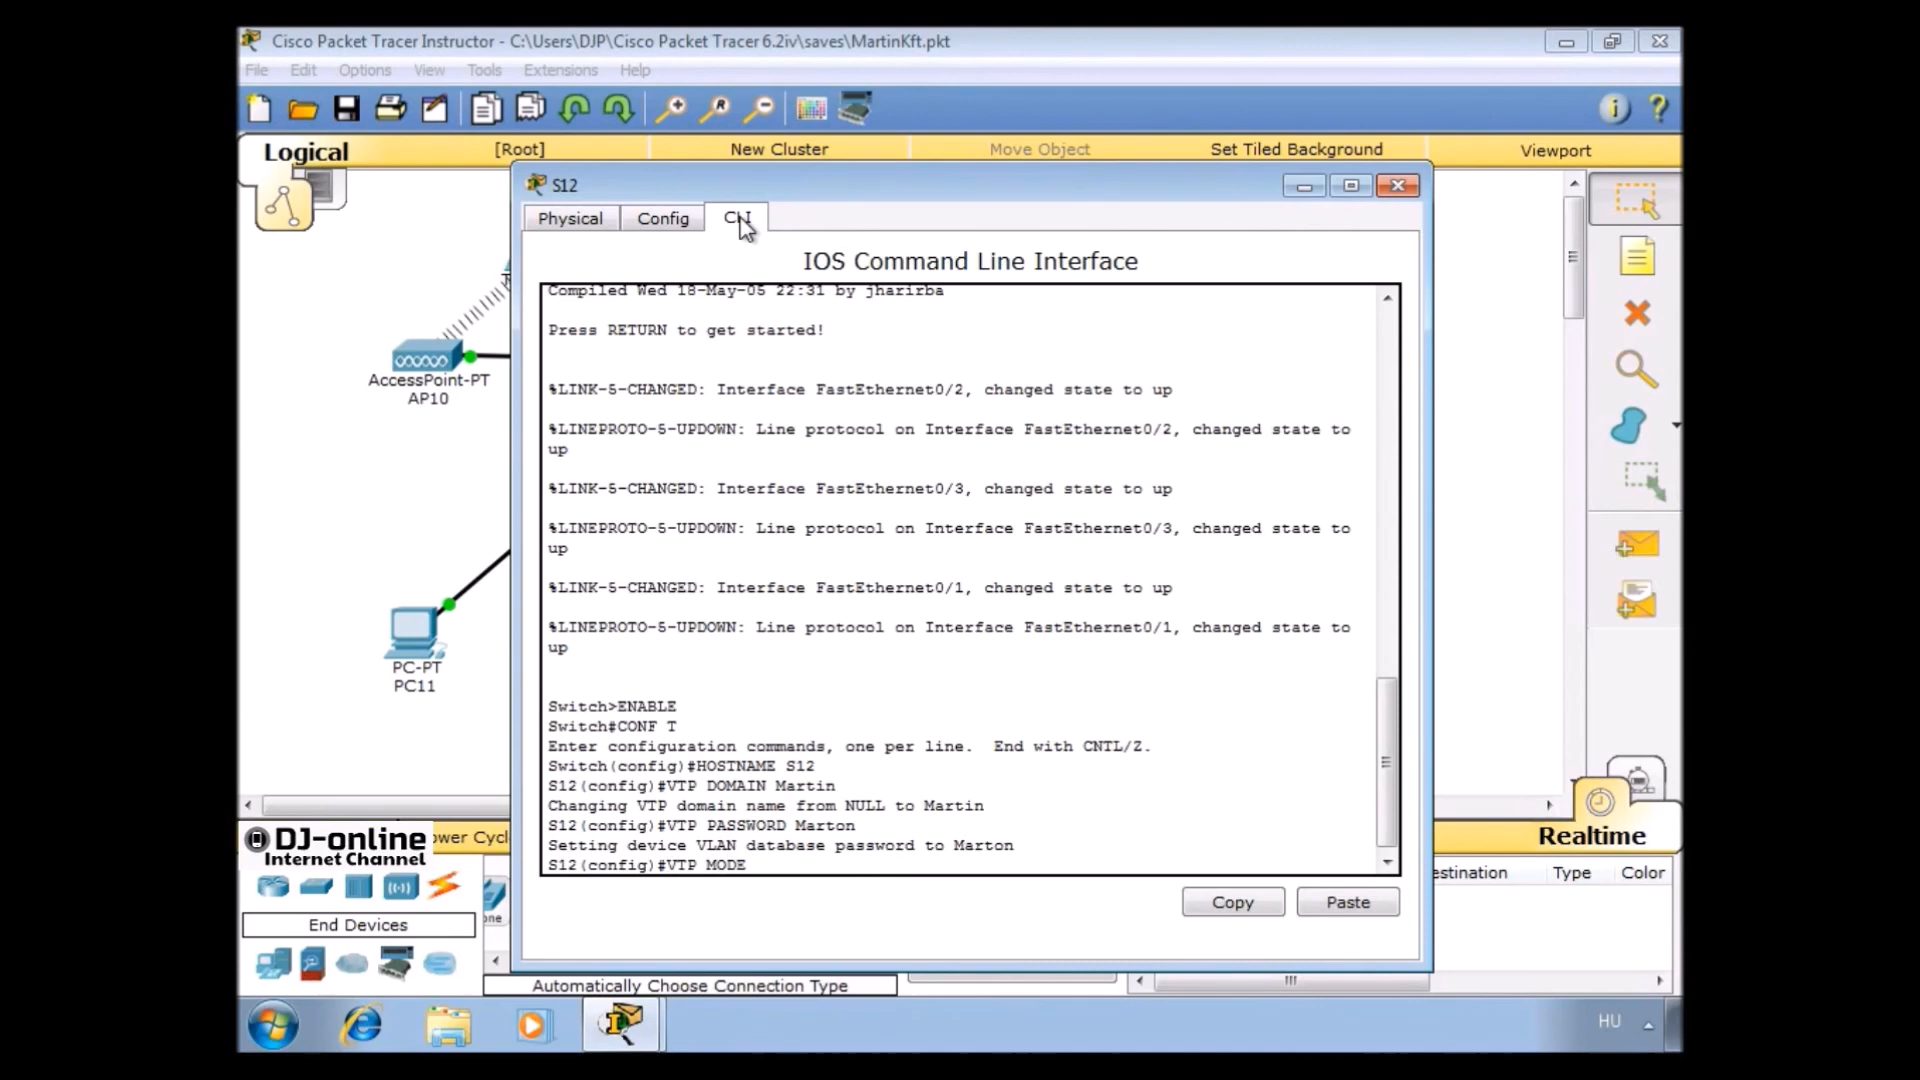 Cisco Packet Tracer Instructor - C:\Users\DJP\Cisco Packet Tracer 6.2iv\saves\MartinKft.pkt
File Edit Options View Tools Extensions Help
Logical
[Root]
New Cluster
Move Object
Set Tiled Background
Viewport
S12
Physical Config CLI
IOS Command Line Interface
Compiled Wed 18-May-05 22:31 by jharirba
Press RETURN to get started!
%LINK-5-CHANGED: Interface FastEthernet0/2, changed state to up
%LINEPROTO-5-UPDOWN: Line protocol on Interface FastEthernet0/2, changed state to
up
%LINK-5-CHANGED: Interface FastEthernet0/3, changed state to up
%LINEPROTO-5-UPDOWN: Line protocol on Interface FastEthernet0/3, changed state to
up
%LINK-5-CHANGED: Interface FastEthernet0/1, changed state to up
%LINEPROTO-5-UPDOWN: Line protocol on Interface FastEthernet0/1, changed state to
up
Switch>ENABLE
Switch#CONF T
Enter configuration commands, one per line.  End with CNTL/Z.
Switch(config)#HOSTNAME S12
S12(config)#VTP DOMAIN Martin
Changing VTP domain name from NULL to Martin
S12(config)#VTP PASSWORD Marton
Setting device VLAN database password to Marton
S12(config)#VTP MODE
Copy Paste
AccessPoint-PT
AP10
PC-PT
PC11
DJ-online
Internet Channel
ower Cycl
End Devices
one
Automatically Choose Connection Type
Realtime
estination Type Color
HU